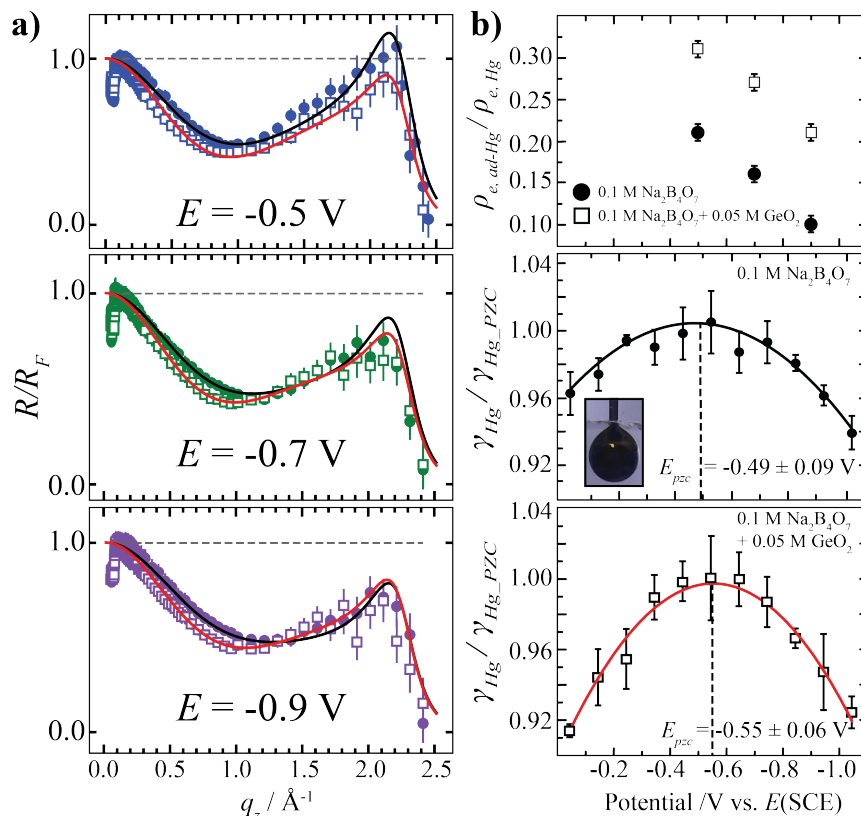 a)
1.0
0.0
E = -0.5 V
1.0
0.0
E = -0.7 V
1.0
0.0
E = -0.9 V
R/R_F
0.0 0.5 1.0 1.5 2.0 2.5
q_z / Å⁻¹
b)
ρ_e, ad-Hg / ρ_e, Hg
0.30
0.25
0.20
0.15
0.10
0.1 M Na₂B₄O₇
0.1 M Na₂B₄O₇ + 0.05 M GeO₂
γ_Hg / γ_Hg_PZC
1.04
1.00
0.96
0.92
0.1 M Na₂B₄O₇
E_pzc = -0.49 ± 0.09 V
γ_Hg / γ_Hg_PZC
1.04
1.00
0.96
0.92
0.1 M Na₂B₄O₇
+ 0.05 M GeO₂
E_pzc = -0.55 ± 0.06 V
-0.2 -0.4 -0.6 -0.8 -1.0
Potential /V vs. E(SCE)